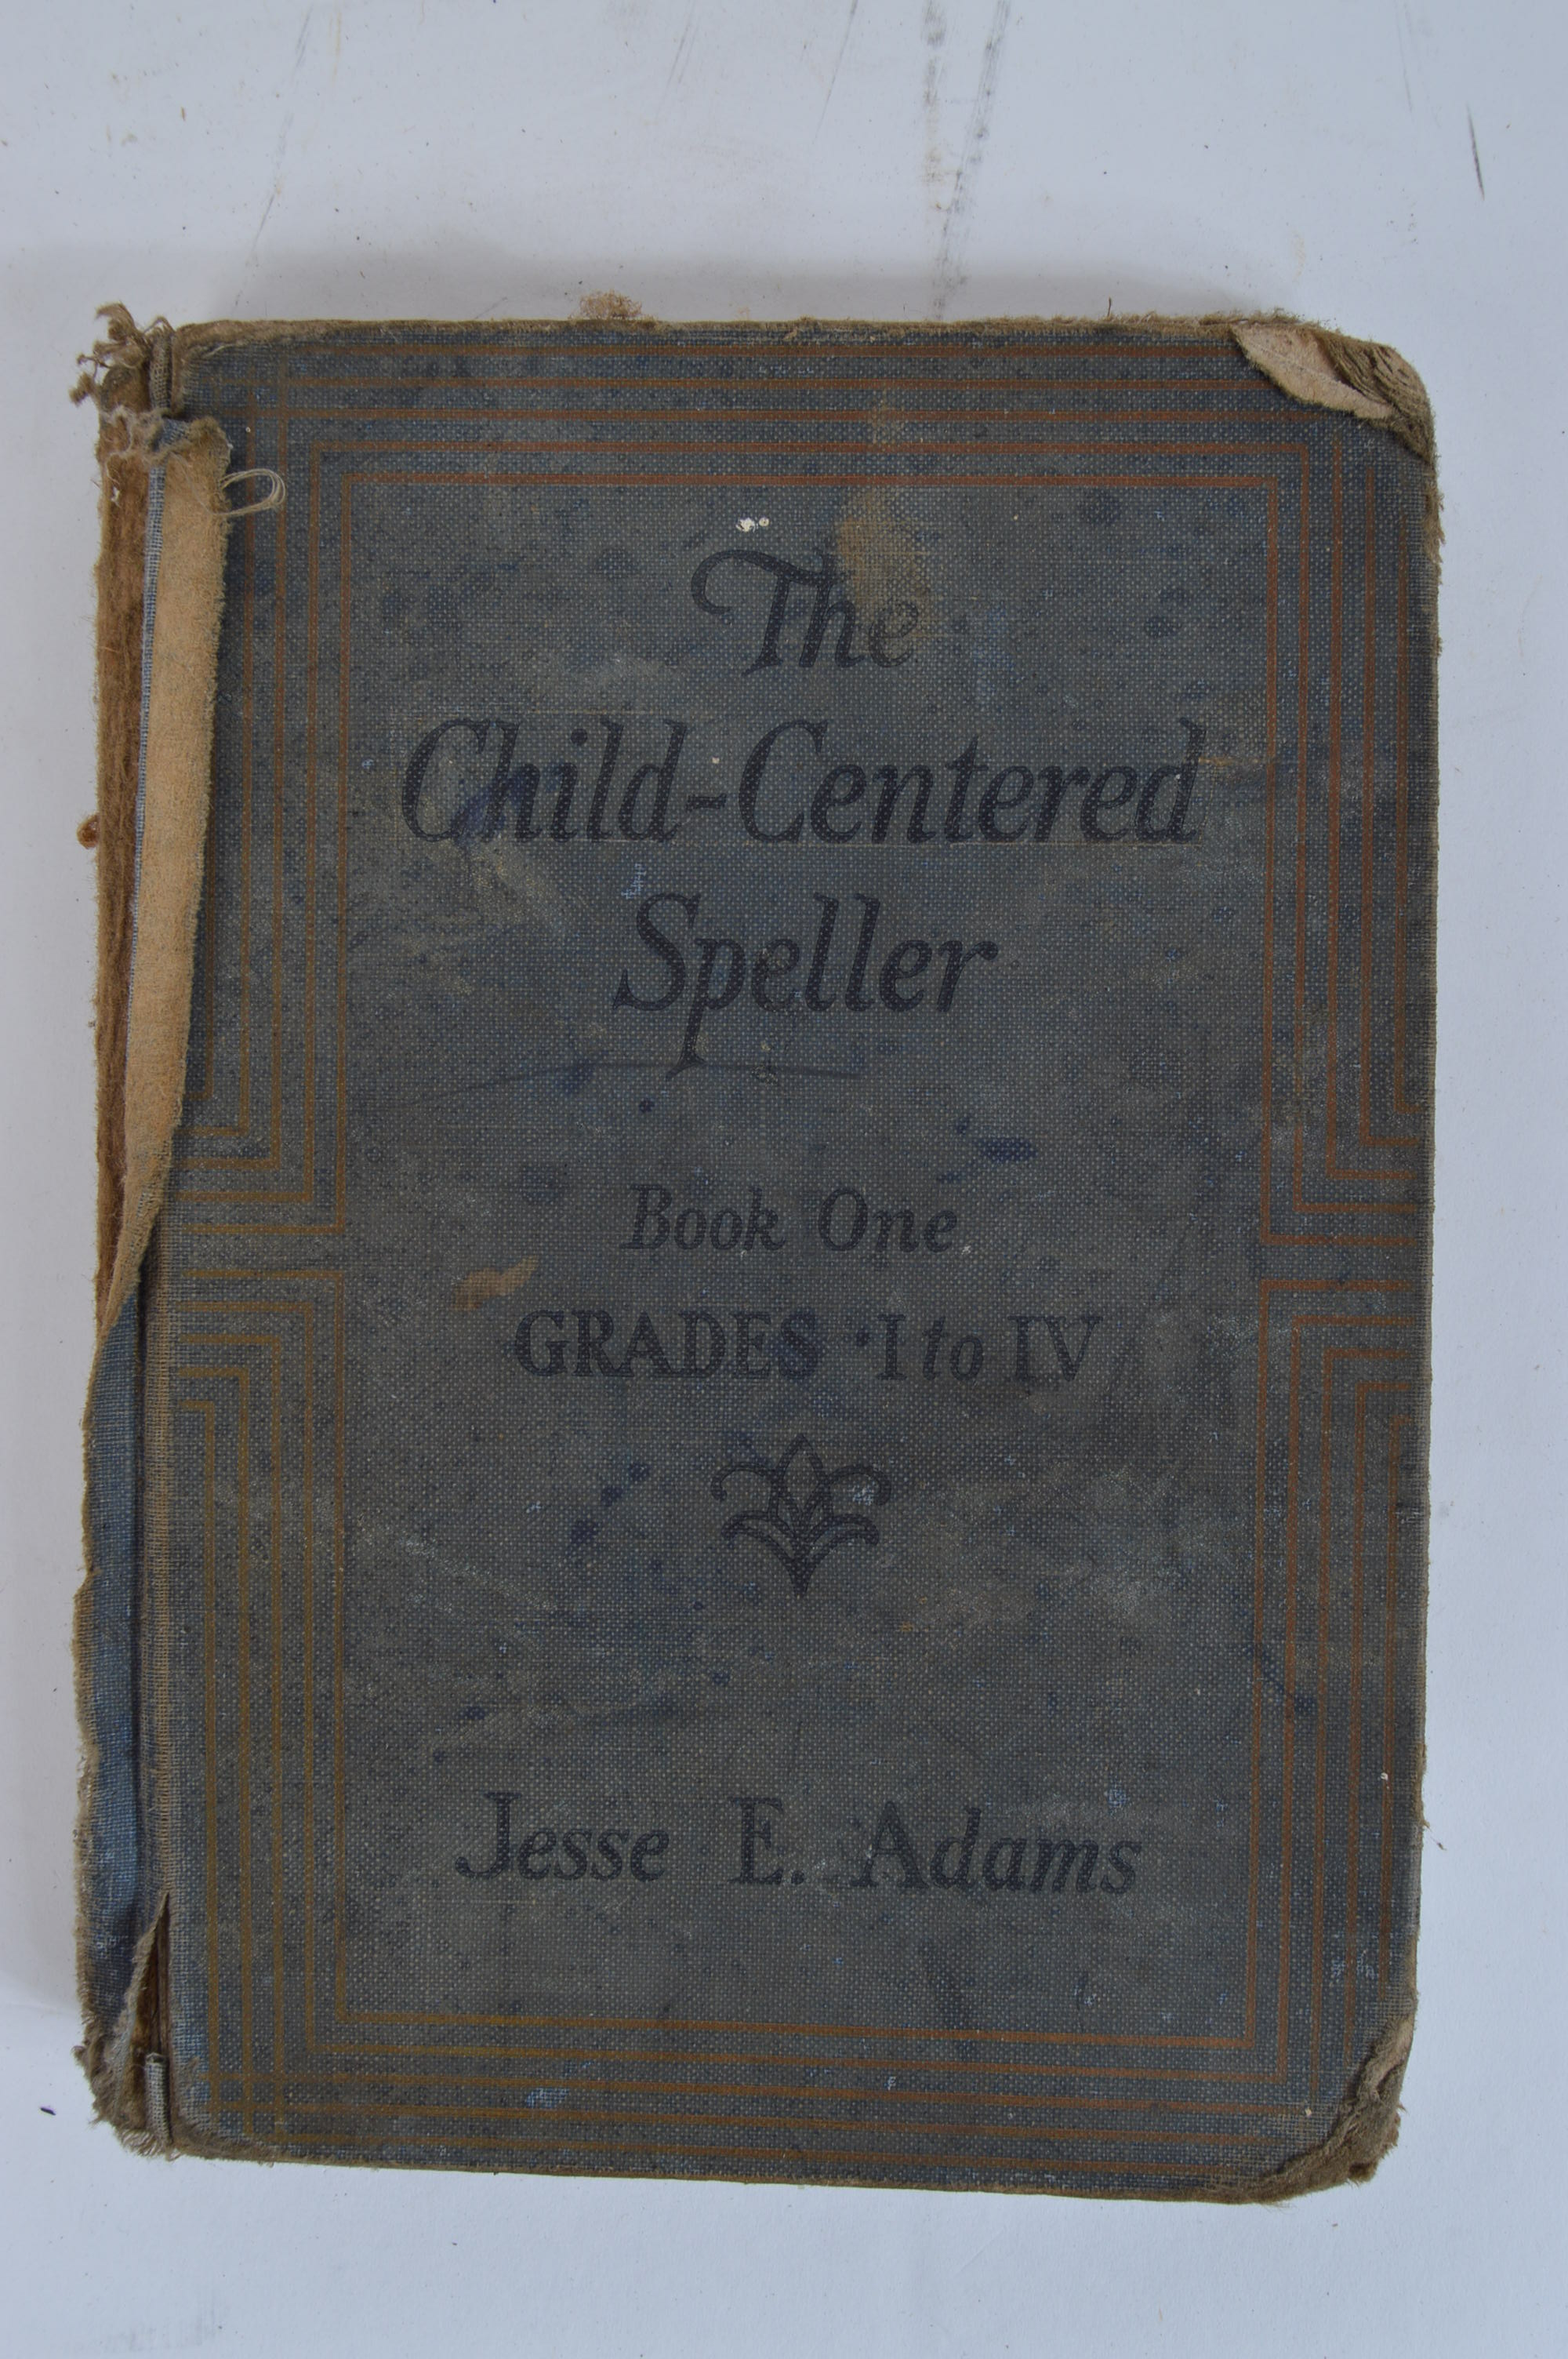 The
Child-Centered
Speller
Book One
GRADES I to IV
Jesse E. Adams